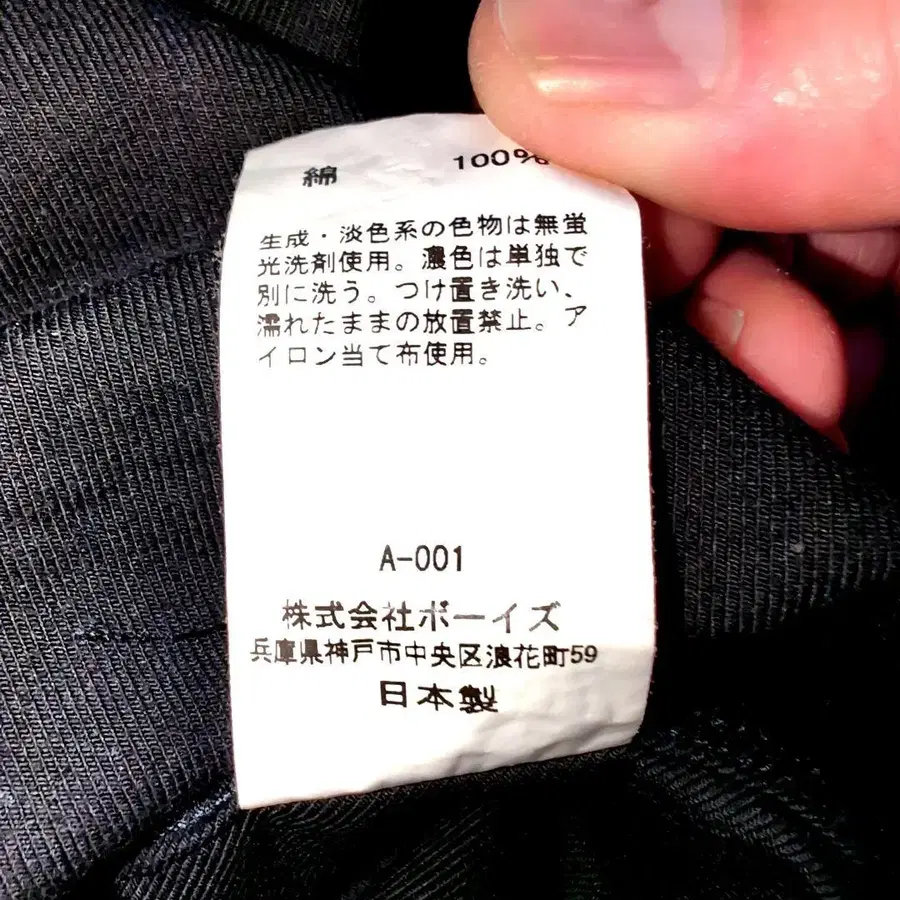 綿 100%
生成・淡色系の色物は無蛍
光洗剤使用。濃色は単独で
別に洗う。つけ置き洗い、
濡れたままの放置禁止。ア
イロン当て布使用。
A-001
株式会社ボーイズ
兵庫県神戸市中央区浪花町59
日本製